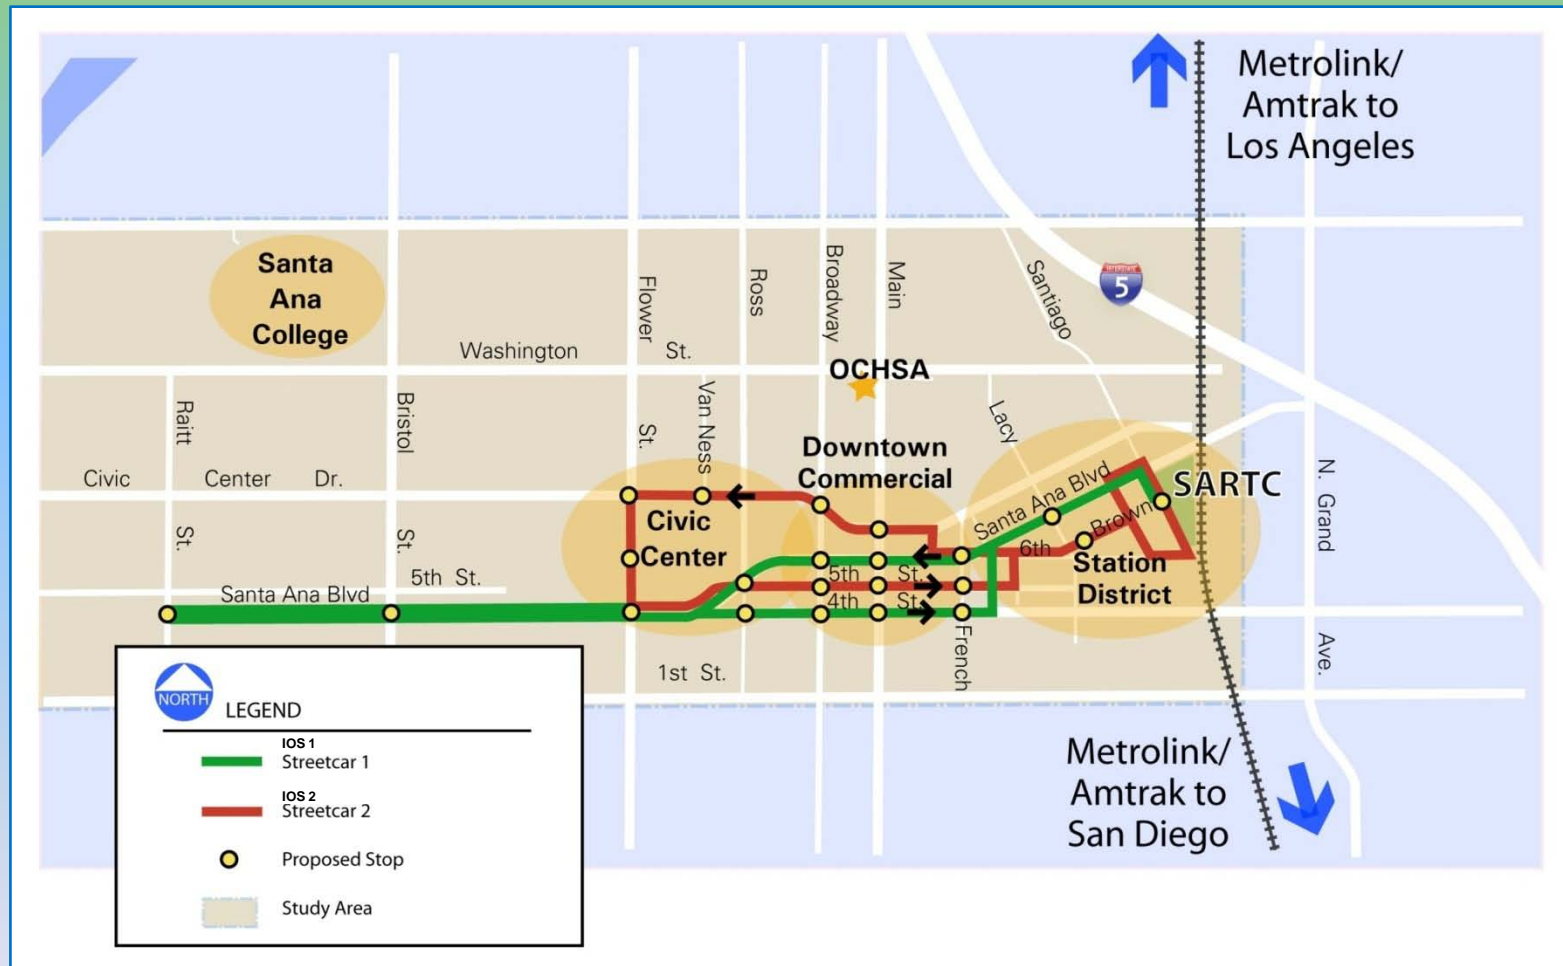 Metrolink/
Amtrak to
Los Angeles
Santa
Ana
College
Washington St.
Flower
St.
Ross
Broadway
Main
Santiago
INTERSTATE
5
OCHSA
Raitt
St.
Bristol
St.
Van Ness
Lacy
Downtown
Commercial
Civic Center Dr.
Santa Ana Blvd
Brown
SARTC
N. Grand
Ave.
Civic
Center
6th
Station
District
5th St.
4th St.
French
5th St.
Santa Ana Blvd
1st St.
NORTH
LEGEND
IOS 1
Streetcar 1
IOS 2
Streetcar 2
Proposed Stop
Study Area
Metrolink/
Amtrak to
San Diego